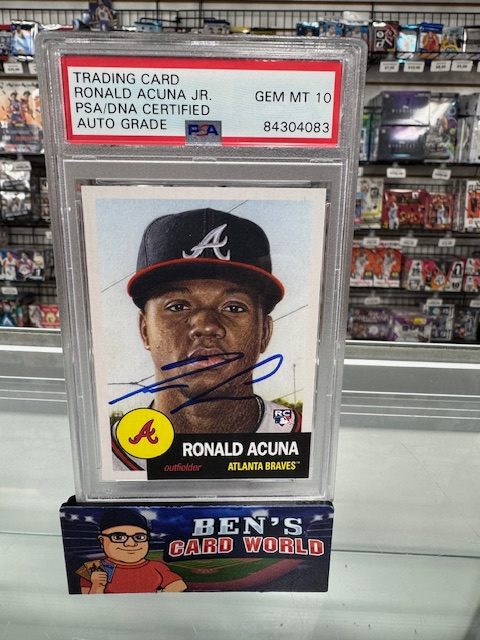 TRADING CARD
RONALD ACUNA JR.
PSA/DNA CERTIFIED
AUTO GRADE
PSA
GEM MT 10
84304083
A
RC
A
RONALD ACUNA
outfielder
ATLANTA BRAVES™
BEN'S
CARD WORLD